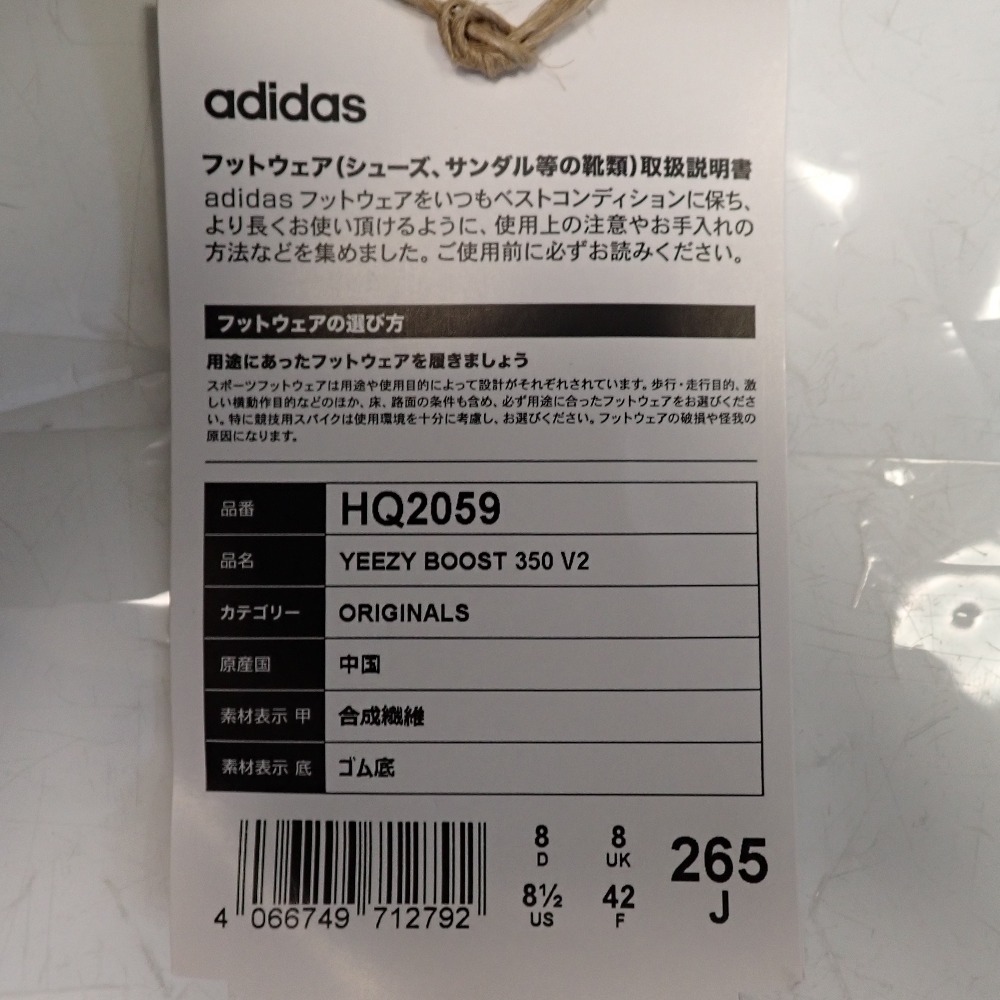 adidas
フットウェア(シューズ、サンダル等の靴類)取扱説明書
adidas フットウェアをいつもベストコンディションに保ち、
より長くお使い頂けるように、使用上の注意やお手入れの
方法などを集めました。ご使用前に必ずお読みください。
フットウェアの選び方
用途にあったフットウェアを履きましょう
スポーツフットウェアは用途や使用目的によって設計がそれぞれされています。歩行・走行目的、激
しい横動作目的などのほか、床、路面の条件も含め、必ず用途に合ったフットウェアをお選びくださ
い。特に競技用スパイクは使用環境を十分に考慮し、お選びください。フットウェアの破損や怪我の
原因になります。
品番 HQ2059
品名 YEEZY BOOST 350 V2
カテゴリー ORIGINALS
原産国 中国
素材表示 甲 合成繊維
素材表示 底 ゴム底
8 8 265
D UK J
8½ 42
US F
4 066749 712792